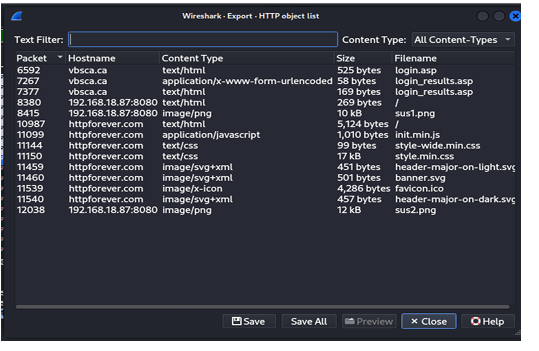 Wireshark · Export · HTTP object list
Text Filter: Content Type: All Content-Types
Packet Hostname Content Type Size Filename
6592 vbsca.ca text/html 525 bytes login.asp
7267 vbsca.ca application/x-www-form-urlencoded 58 bytes login_results.asp
7377 vbsca.ca text/html 169 bytes login_results.asp
8380 192.168.18.87:8080 text/html 269 bytes /
8415 192.168.18.87:8080 image/png 10 kB sus1.png
10987 httpforever.com text/html 5,124 bytes /
11099 httpforever.com application/javascript 1,010 bytes init.min.js
11144 httpforever.com text/css 99 bytes style-wide.min.css
11150 httpforever.com text/css 17 kB style.min.css
11459 httpforever.com image/svg+xml 451 bytes header-major-on-light.svg
11460 httpforever.com image/svg+xml 501 bytes banner.svg
11539 httpforever.com image/x-icon 4,286 bytes favicon.ico
11540 httpforever.com image/svg+xml 457 bytes header-major-on-dark.svg
12038 192.168.18.87:8080 image/png 12 kB sus2.png
Save Save All Preview Close Help